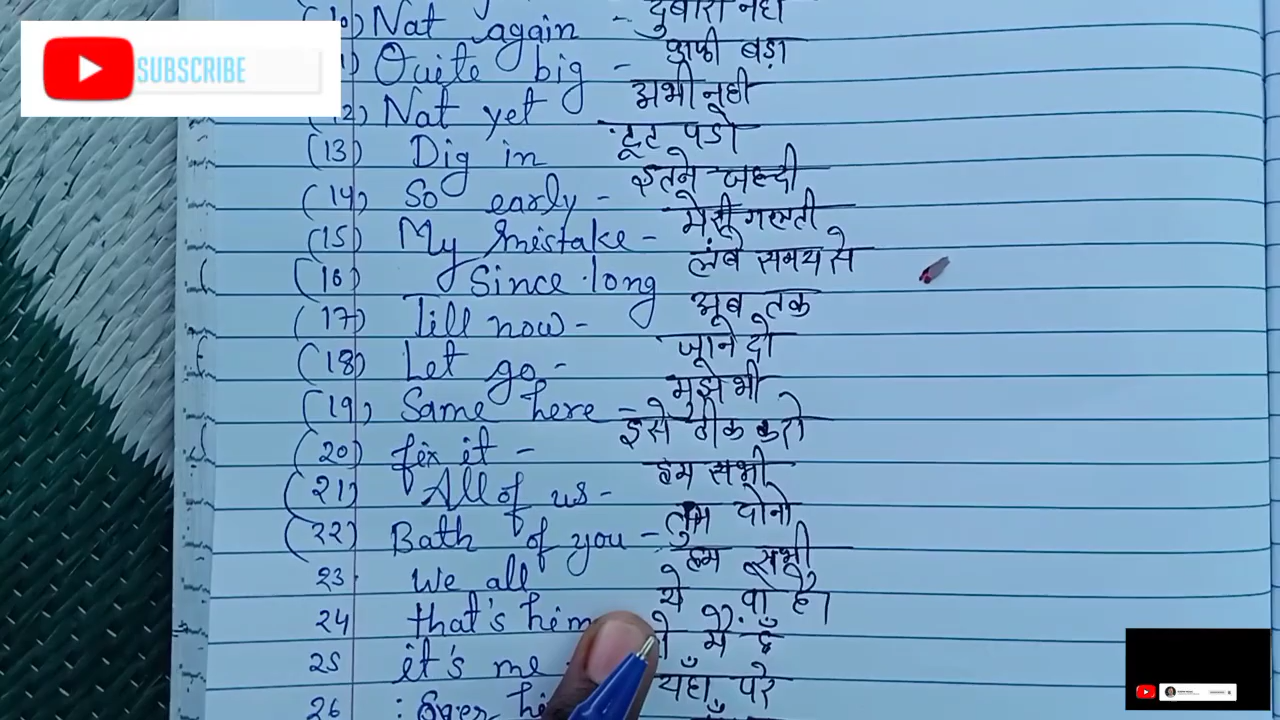 (10) Nat again - दुबारा नही
SUBSCRIBE
Quite big - काफी बड़ा
(12) Nat yet अभी नही
(13) Dig in टूट पडो
(14) So early - इतने जल्दी
(15) My mistake - मेरी गलती
(16) Since long लंबे समय से
(17) Till now - अब तक
(18) Let go - जाने दो
(19) Same here - मुझे भी
(20) fix it - इसे ठीक करो
(21) All of us - हम सभी
(22) Bath of you - तुम दोनो
23 We all हम सभी
24 that's him ये वो है।
25 it's me - मैं हूँ
26 यहाँ पर